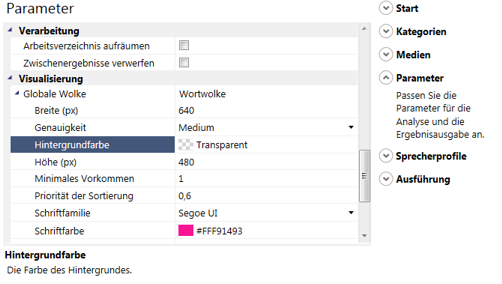 Parameter
Verarbeitung
Arbeitsverzeichnis aufräumen
Zwischenergebnisse verwerfen
Visualisierung
Globale Wolke Wortwolke
Breite (px) 640
Genauigkeit Medium
Hintergrundfarbe Transparent
Höhe (px) 480
Minimales Vorkommen 1
Priorität der Sortierung 0,6
Schriftfamilie Segoe UI
Schriftfarbe #FFF91493
Hintergrundfarbe
Die Farbe des Hintergrundes.
Start
Kategorien
Medien
Parameter
Passen Sie die
Parameter für die
Analyse und die
Ergebnisausgabe an.
Sprecherprofile
Ausführung